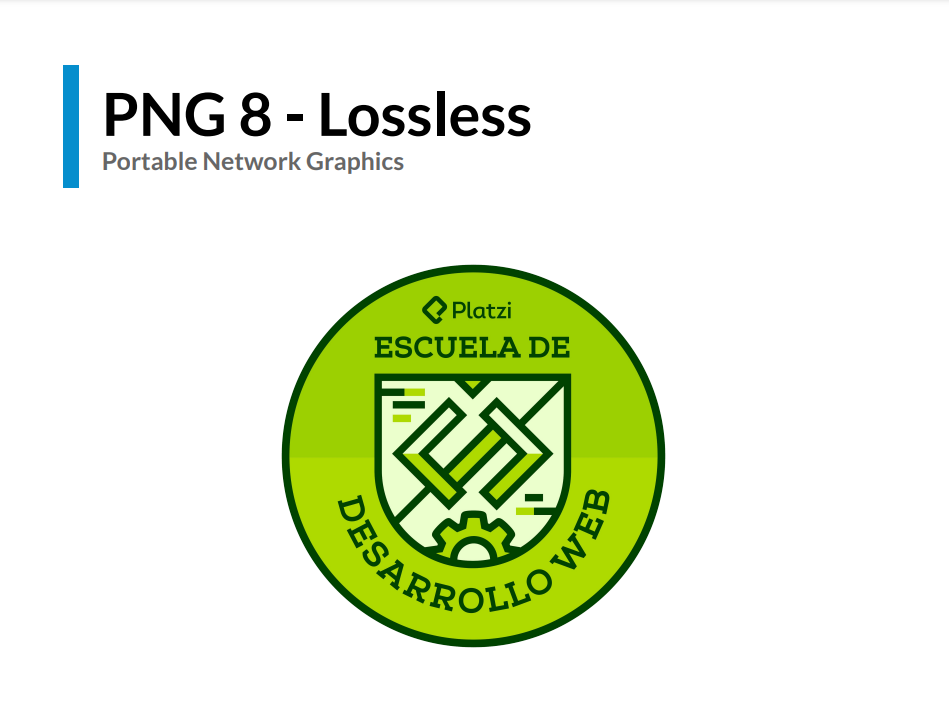 PNG 8 - Lossless
Portable Network Graphics
Platzi
ESCUELA DE
DESARROLLO WEB